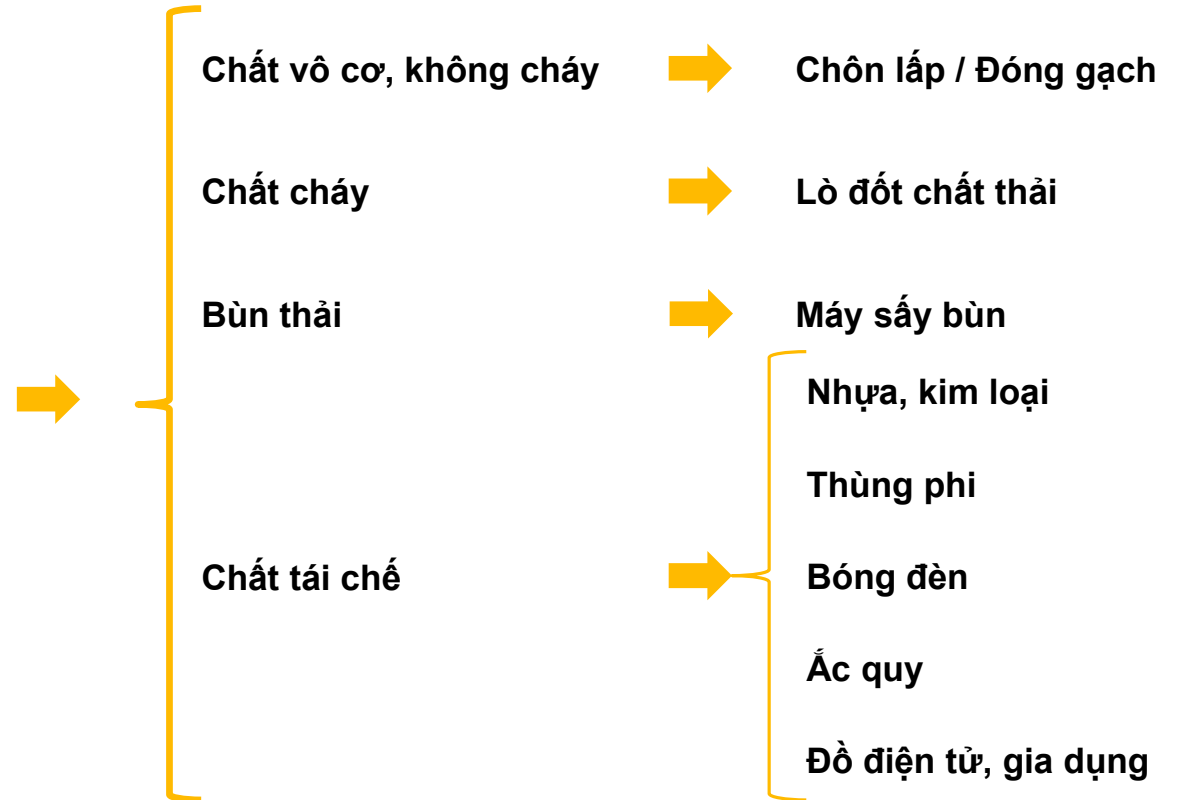 Chất vô cơ, không cháy
Chôn lấp / Đóng gạch
Chất cháy
Lò đốt chất thải
Bùn thải
Máy sấy bùn
Chất tái chế
Nhựa, kim loại
Thùng phi
Bóng đèn
Ắc quy
Đồ điện tử, gia dụng